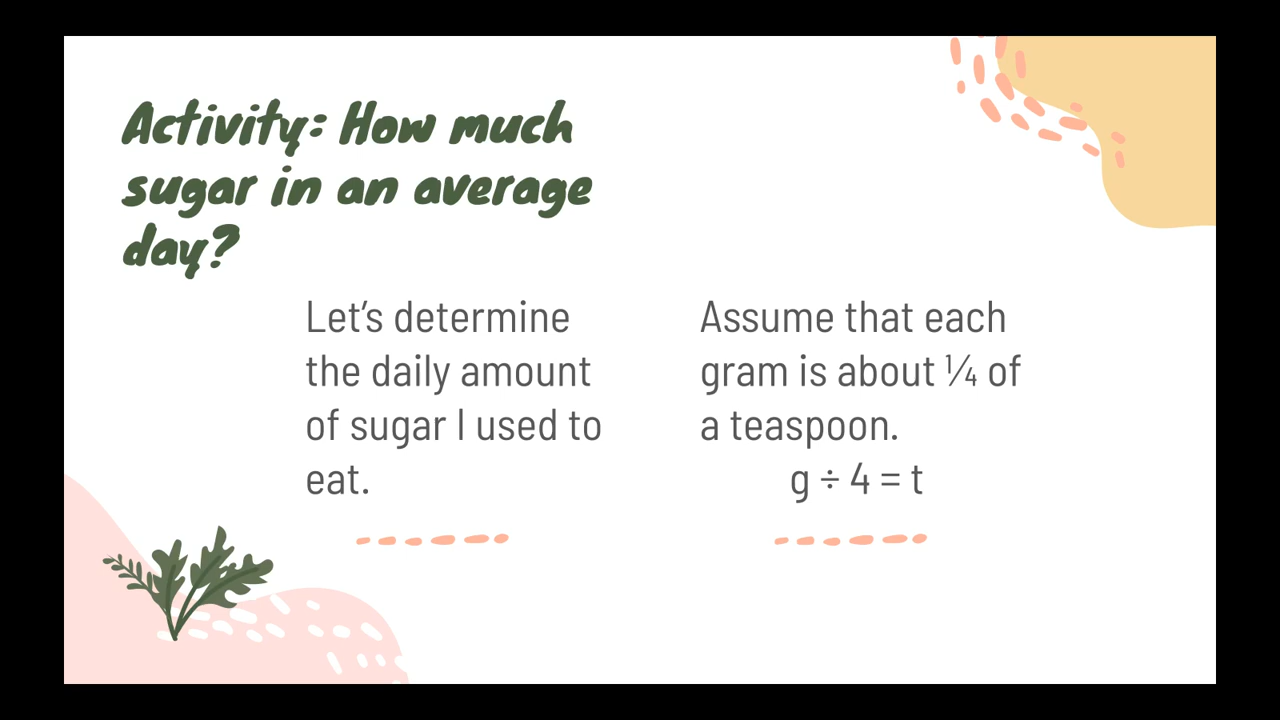 Activity: How much
sugar in an average
day?
Let’s determine
the daily amount
of sugar I used to
eat.
Assume that each
gram is about ¼ of
a teaspoon.
g ÷ 4 = t